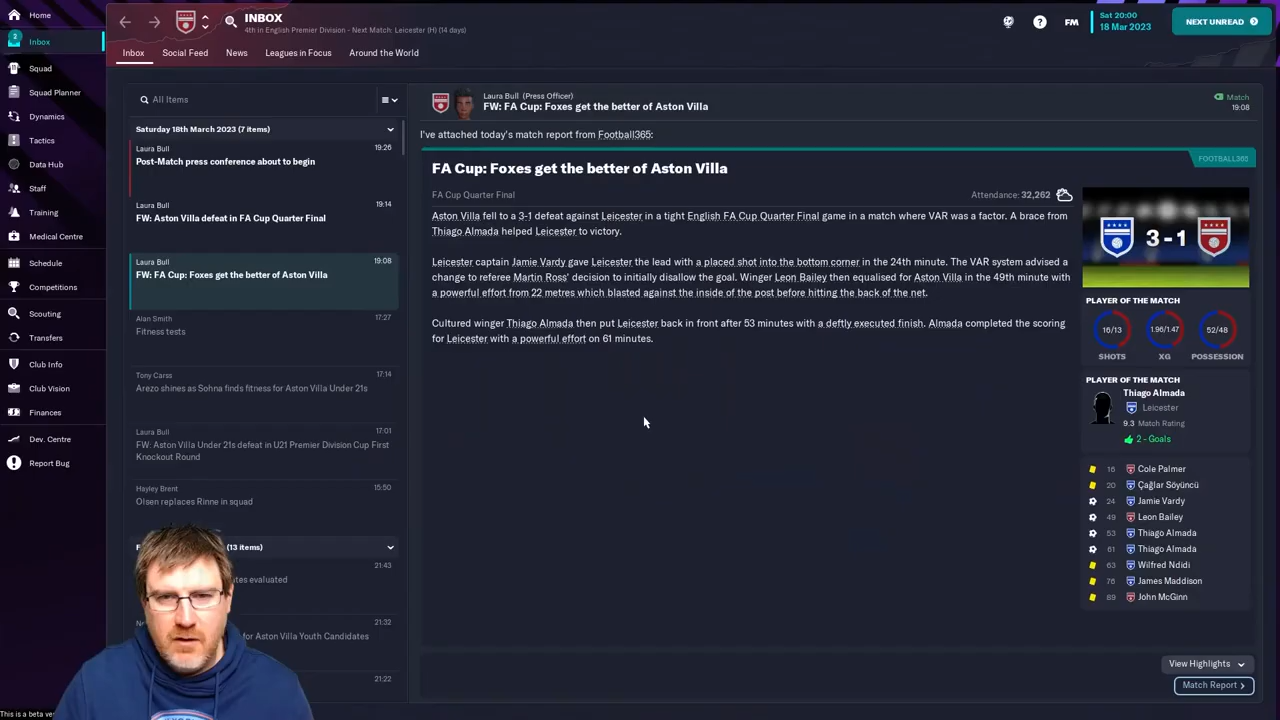 Home
2
Inbox
Squad
Squad Planner
Dynamics
Tactics
Data Hub
Staff
Training
Medical Centre
Schedule
Competitions
Scouting
Transfers
Club Info
Club Vision
Finances
Dev. Centre
Report Bug
This is a beta ver
INBOX
4th in English Premier Division - Next Match: Leicester (H) (14 days)
?
FM
Sat 20:00
18 Mar 2023
NEXT UNREAD
Inbox
Social Feed
News
Leagues in Focus
Around the World
All Items
Saturday 18th March 2023 (7 items)
Laura Bull 19:26
Post-Match press conference about to begin
Laura Bull 19:14
FW: Aston Villa defeat in FA Cup Quarter Final
Laura Bull 19:08
FW: FA Cup: Foxes get the better of Aston Villa
Alan Smith 17:27
Fitness tests
Tony Carss 17:14
Arezo shines as Sohna finds fitness for Aston Villa Under 21s
Laura Bull 17:01
FW: Aston Villa Under 21s defeat in U21 Premier Division Cup First
Knockout Round
Hayley Brent 15:50
Olsen replaces Rinne in squad
(13 items)
21:43
tes evaluated
21:32
for Aston Villa Youth Candidates
21:22
Laura Bull (Press Officer)
FW: FA Cup: Foxes get the better of Aston Villa
Match
19:08
I've attached today's match report from Football365:
FOOTBALL365
FA Cup: Foxes get the better of Aston Villa
FA Cup Quarter Final
Attendance: 32,262
Aston Villa fell to a 3-1 defeat against Leicester in a tight English FA Cup Quarter Final game in a match where VAR was a factor. A brace from
Thiago Almada helped Leicester to victory.
Leicester captain Jamie Vardy gave Leicester the lead with a placed shot into the bottom corner in the 24th minute. The VAR system advised a
change to referee Martin Ross' decision to initially disallow the goal. Winger Leon Bailey then equalised for Aston Villa in the 49th minute with
a powerful effort from 22 metres which blasted against the inside of the post before hitting the back of the net.
Cultured winger Thiago Almada then put Leicester back in front after 53 minutes with a deftly executed finish. Almada completed the scoring
for Leicester with a powerful effort on 61 minutes.
3 - 1
PLAYER OF THE MATCH
16/13
1.96/1.47
52/48
SHOTS
XG
POSSESSION
PLAYER OF THE MATCH
Thiago Almada
Leicester
9.3 Match Rating
2 - Goals
16 Cole Palmer
20 Çağlar Söyüncü
24 Jamie Vardy
49 Leon Bailey
53 Thiago Almada
61 Thiago Almada
63 Wilfred Ndidi
76 James Maddison
89 John McGinn
View Highlights
Match Report